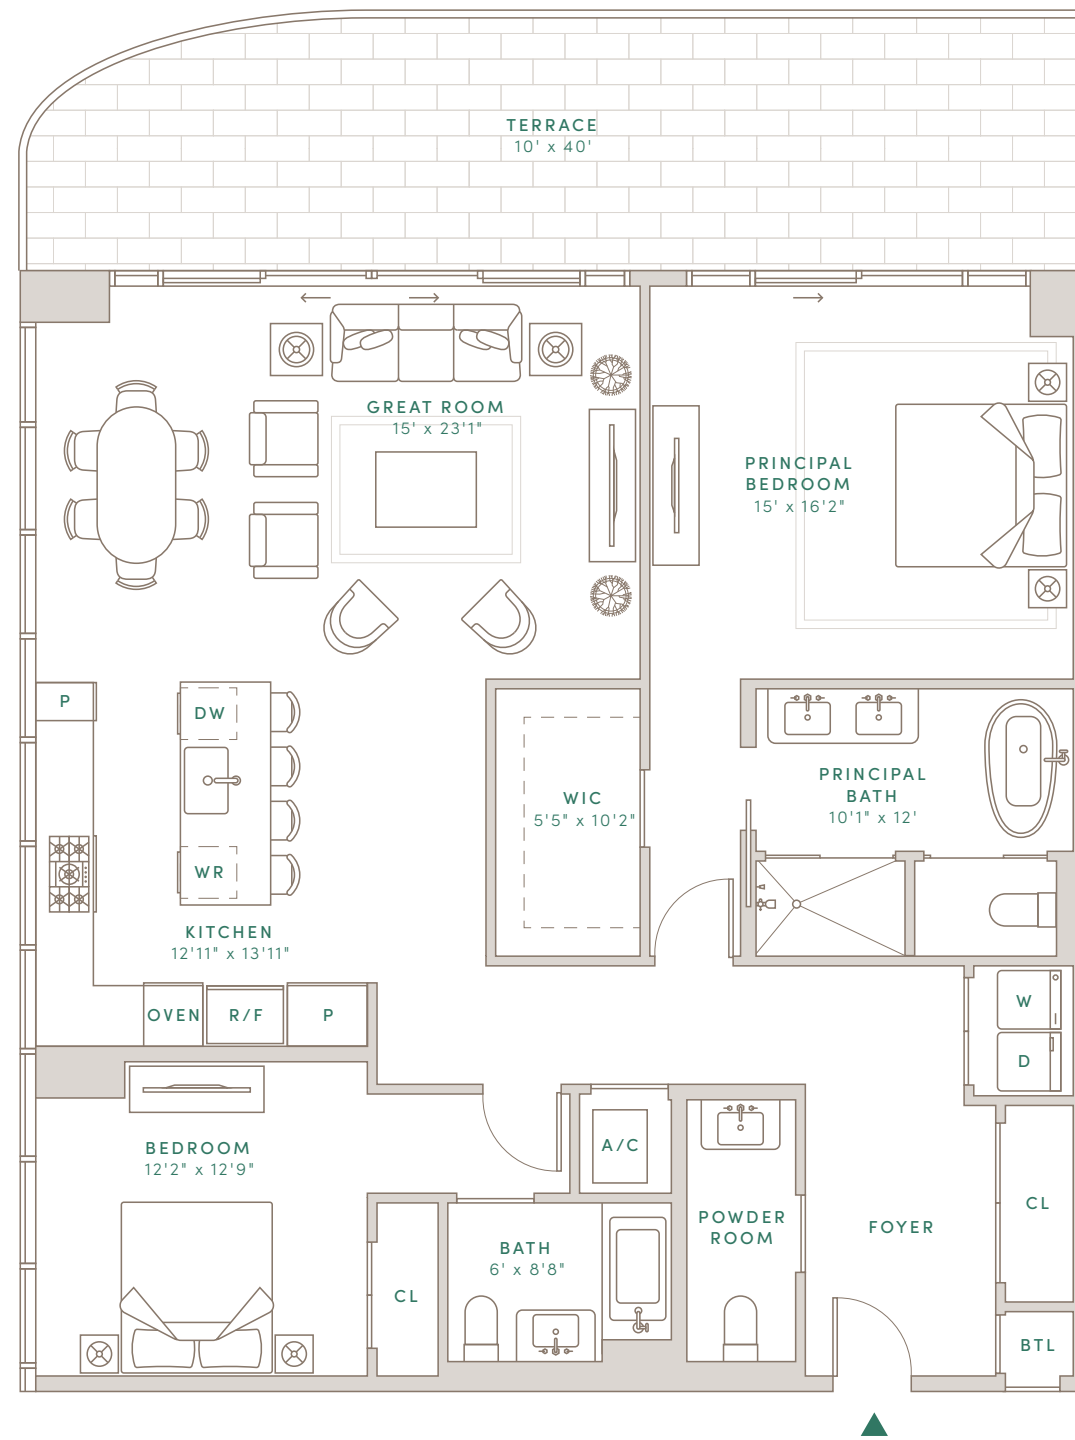 TERRACE
10' x 40'
GREAT ROOM
15' x 23'1"
PRINCIPAL
BEDROOM
15' x 16'2"
P
DW
WIC
5'5" x 10'2"
PRINCIPAL
BATH
10'1" x 12'
WR
KITCHEN
12'11" x 13'11"
OVEN
R/F
P
W
D
BEDROOM
12'2" x 12'9"
A/C
CL
POWDER
ROOM
FOYER
BATH
6' x 8'8"
CL
BTL